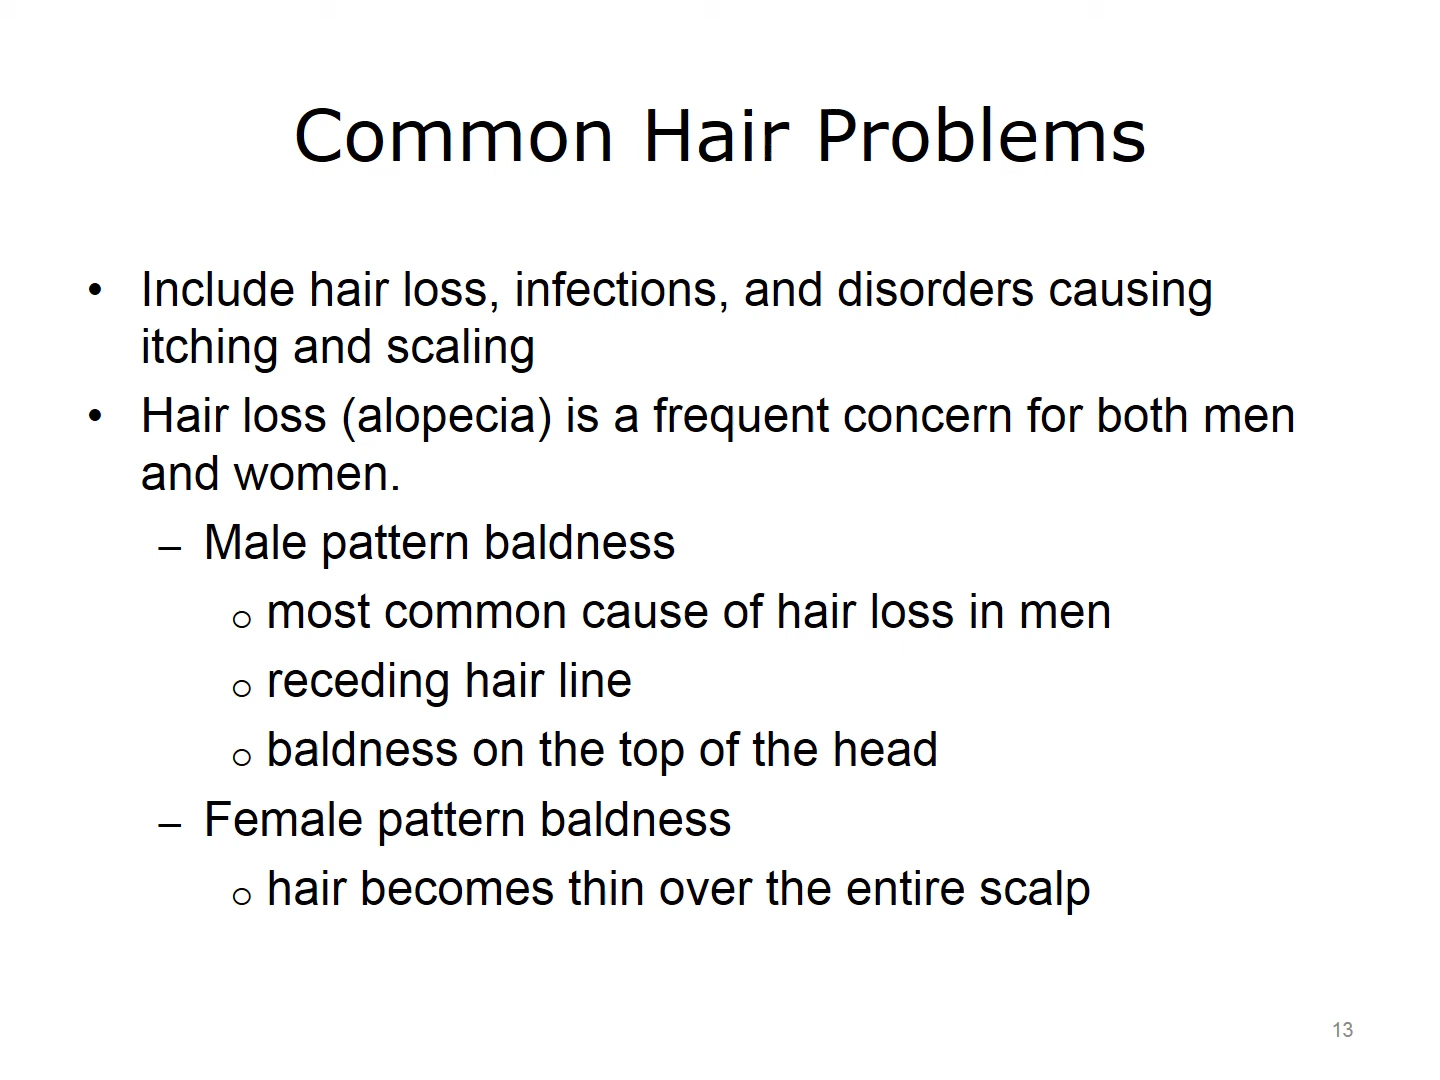 Common Hair Problems
• Include hair loss, infections, and disorders causing
itching and scaling
• Hair loss (alopecia) is a frequent concern for both men
and women.
– Male pattern baldness
o most common cause of hair loss in men
o receding hair line
o baldness on the top of the head
– Female pattern baldness
o hair becomes thin over the entire scalp
13